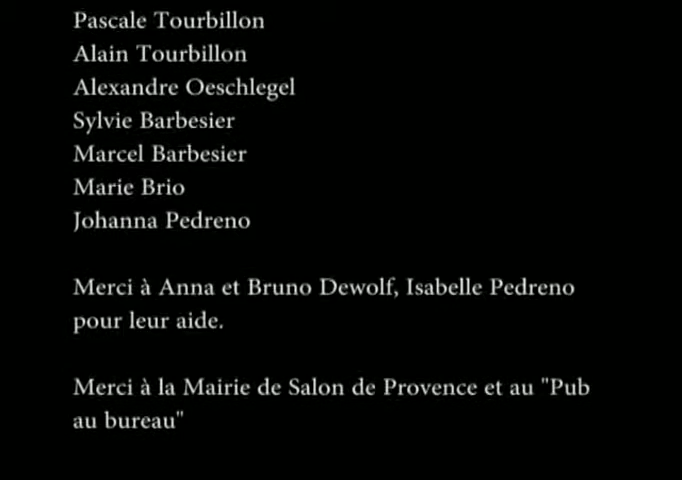 Pascale Tourbillon
Alain Tourbillon
Alexandre Oeschlegel
Sylvie Barbesier
Marcel Barbesier
Marie Brio
Johanna Pedreno
Merci à Anna et Bruno Dewolf, Isabelle Pedreno
pour leur aide.
Merci à la Mairie de Salon de Provence et au "Pub
au bureau"